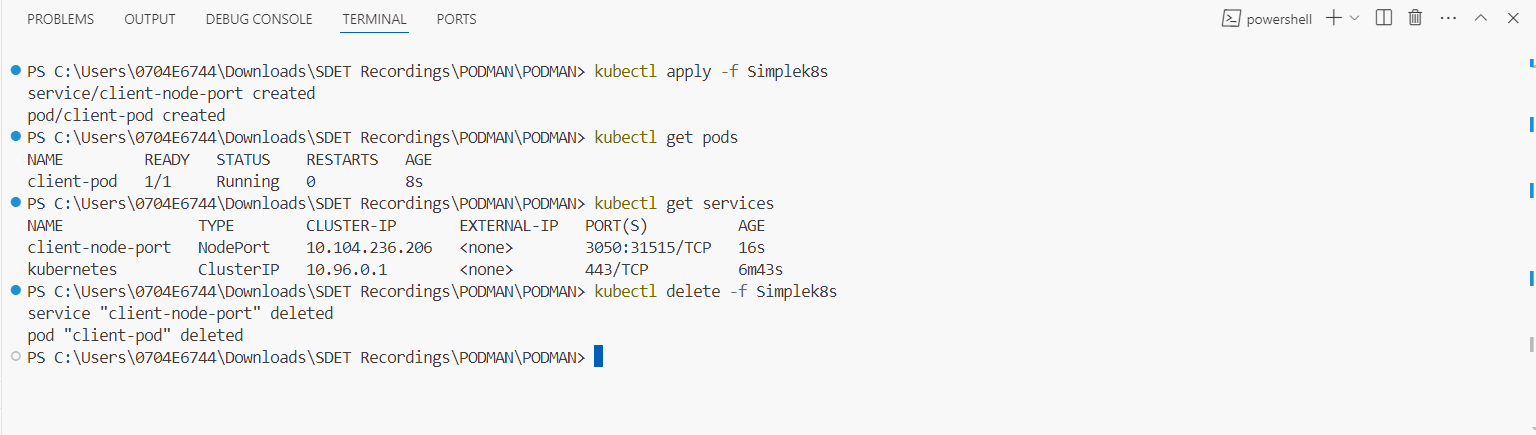 PROBLEMS OUTPUT DEBUG CONSOLE TERMINAL PORTS powershell
PS C:\Users\0704E6744\Downloads\SDET Recordings\PODMAN\PODMAN> kubectl apply -f Simplek8s
service/client-node-port created
pod/client-pod created
PS C:\Users\0704E6744\Downloads\SDET Recordings\PODMAN\PODMAN> kubectl get pods
NAME READY STATUS RESTARTS AGE
client-pod 1/1 Running 0 8s
PS C:\Users\0704E6744\Downloads\SDET Recordings\PODMAN\PODMAN> kubectl get services
NAME TYPE CLUSTER-IP EXTERNAL-IP PORT(S) AGE
client-node-port NodePort 10.104.236.206 <none> 3050:31515/TCP 16s
kubernetes ClusterIP 10.96.0.1 <none> 443/TCP 6m43s
PS C:\Users\0704E6744\Downloads\SDET Recordings\PODMAN\PODMAN> kubectl delete -f Simplek8s
service "client-node-port" deleted
pod "client-pod" deleted
PS C:\Users\0704E6744\Downloads\SDET Recordings\PODMAN\PODMAN>